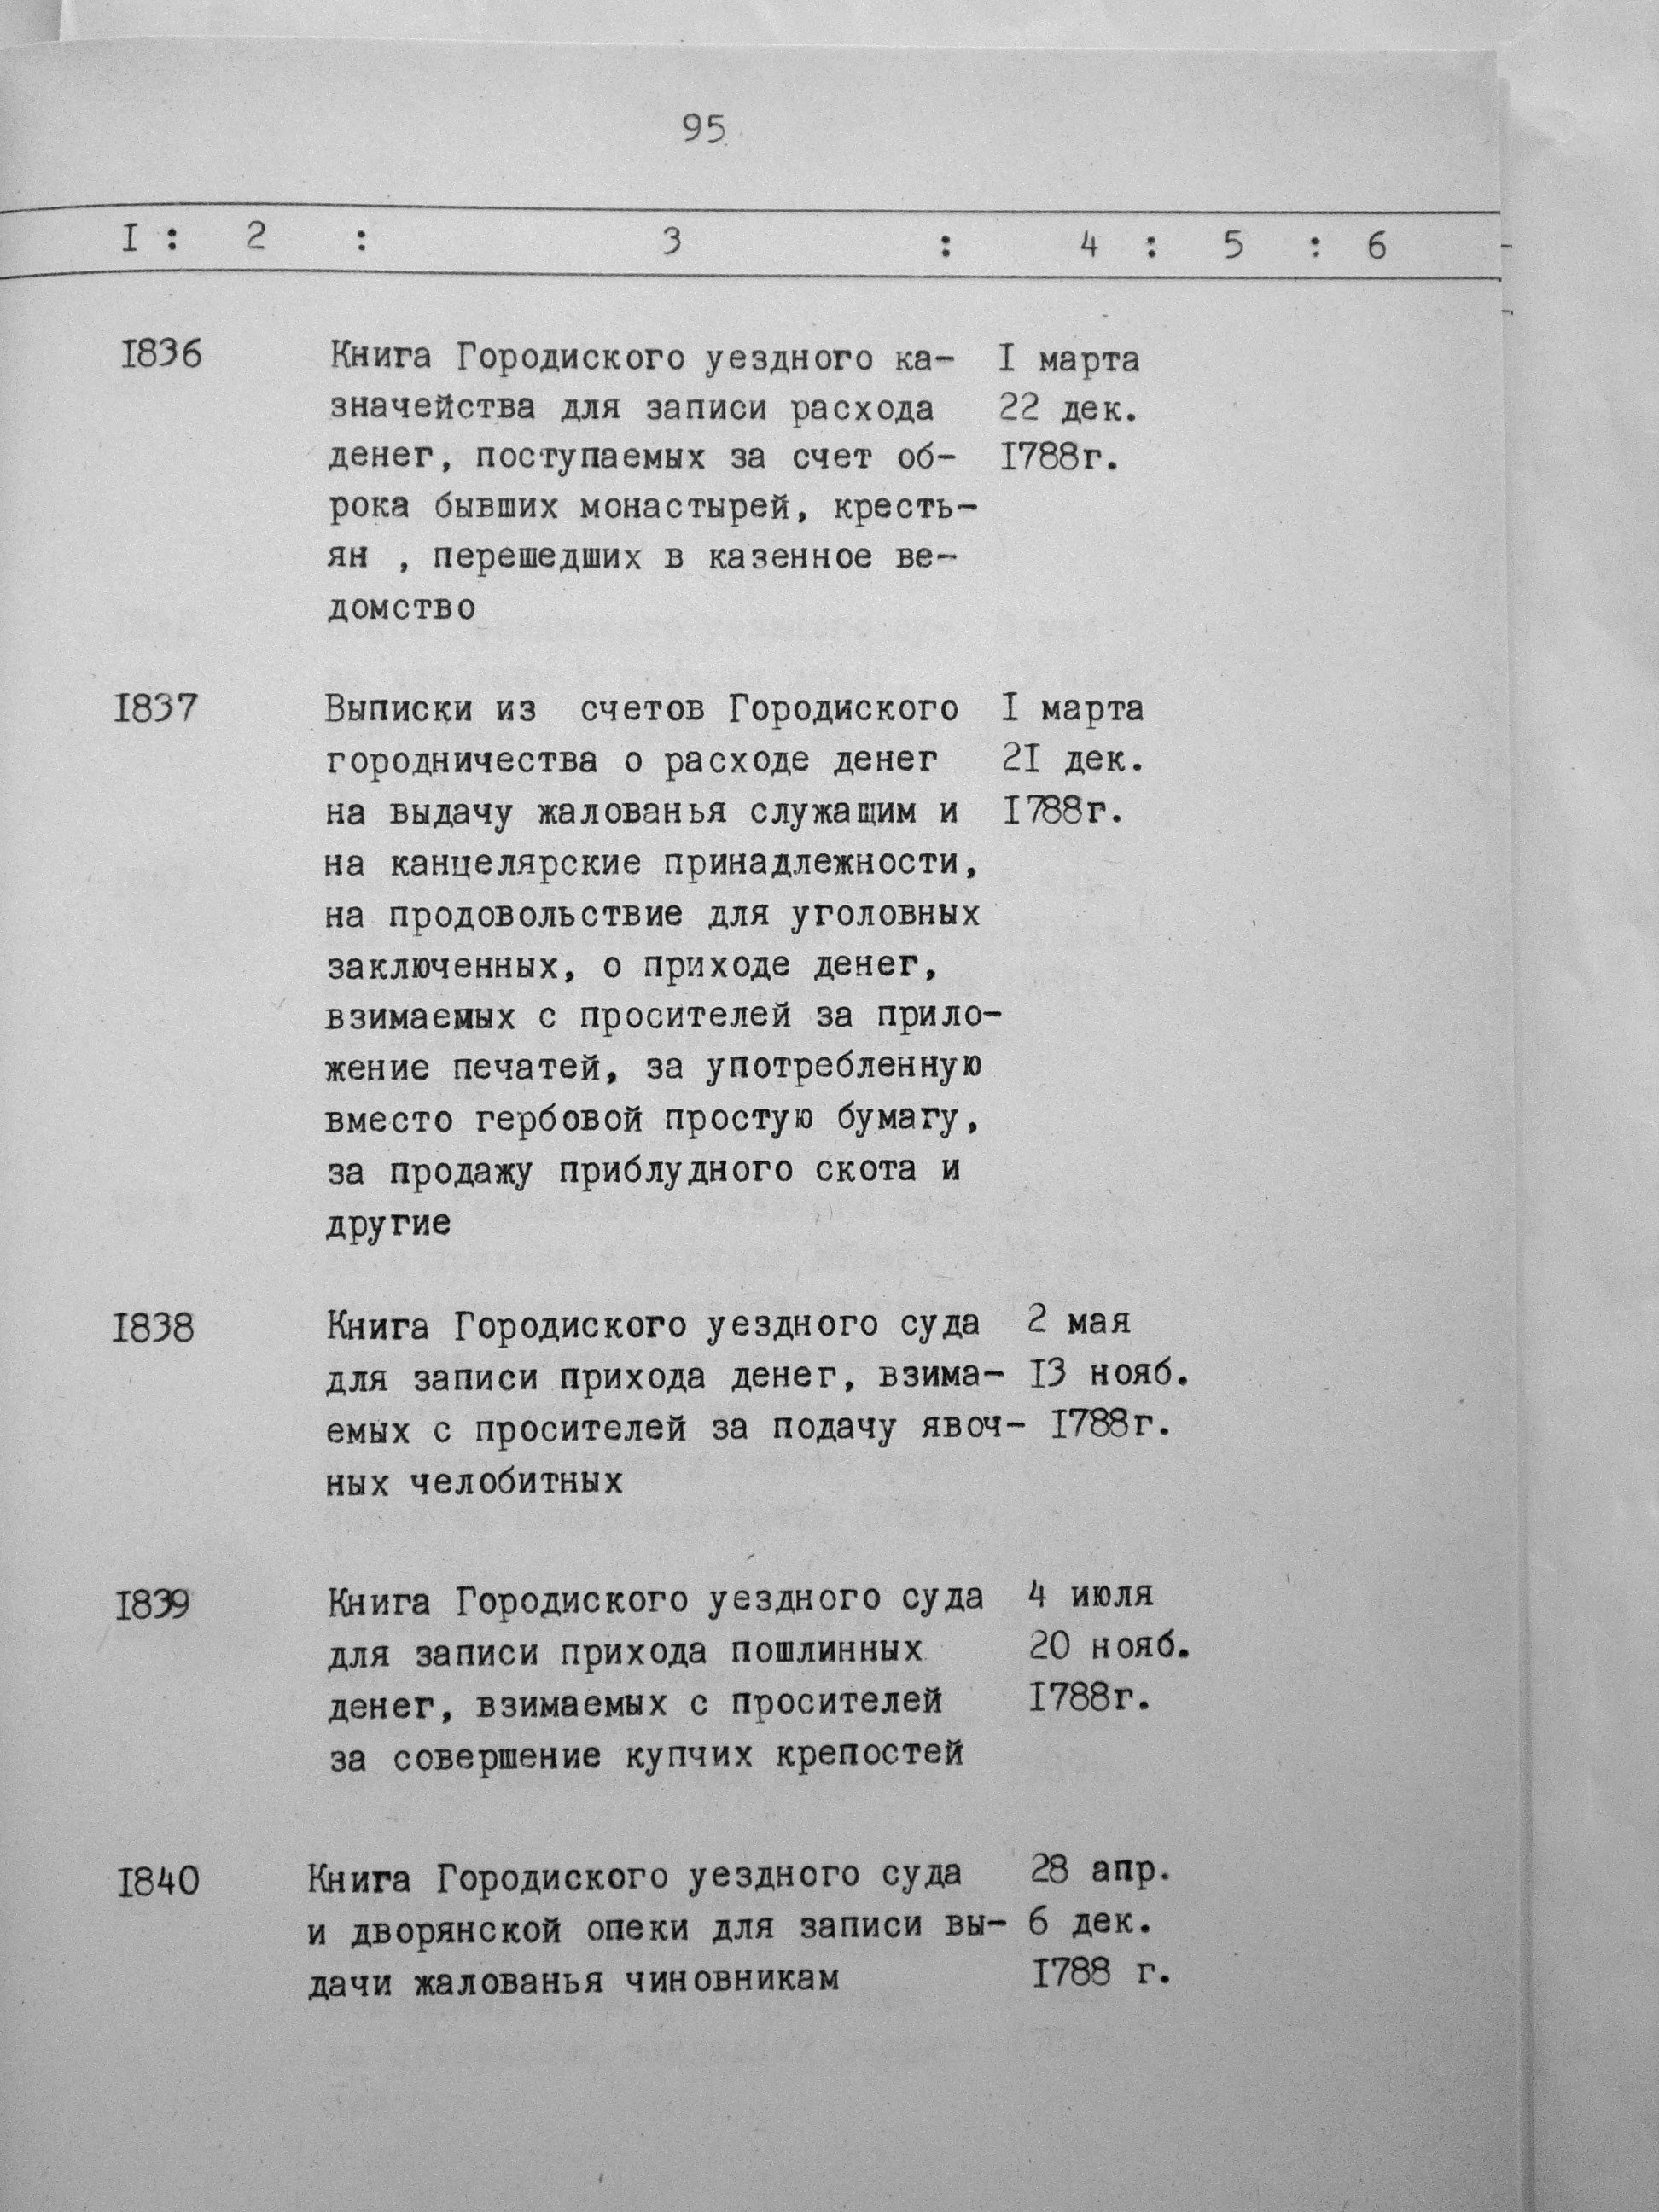 95
I : 2 : 3 : 4 : 5 : 6
I836 Книга Городиского уездного ка- I марта
значейства для записи расхода 22 дек.
денег, поступаемых за счет об- I788г.
рока бывших монастырей, кресть-
ян , перешедших в казенное ве-
домство
I837 Выписки из счетов Городиского I марта
городничества о расходе денег 2I дек.
на выдачу жалованья служащим и I788г.
на канцелярские принадлежности,
на продовольствие для уголовных
заключенных, о приходе денег,
взимаемых с просителей за прило-
жение печатей, за употребленную
вместо гербовой простую бумагу,
за продажу приблудного скота и
другие
I838 Книга Городиского уездного суда 2 мая
для записи прихода денег, взима- I3 нояб.
емых с просителей за подачу явоч- I788г.
ных челобитных
I839 Книга Городиского уездного суда 4 июля
для записи прихода пошлинных 20 нояб.
денег, взимаемых с просителей I788г.
за совершение купчих крепостей
I840 Книга Городиского уездного суда 28 апр.
и дворянской опеки для записи вы- 6 дек.
дачи жалованья чиновникам I788 г.